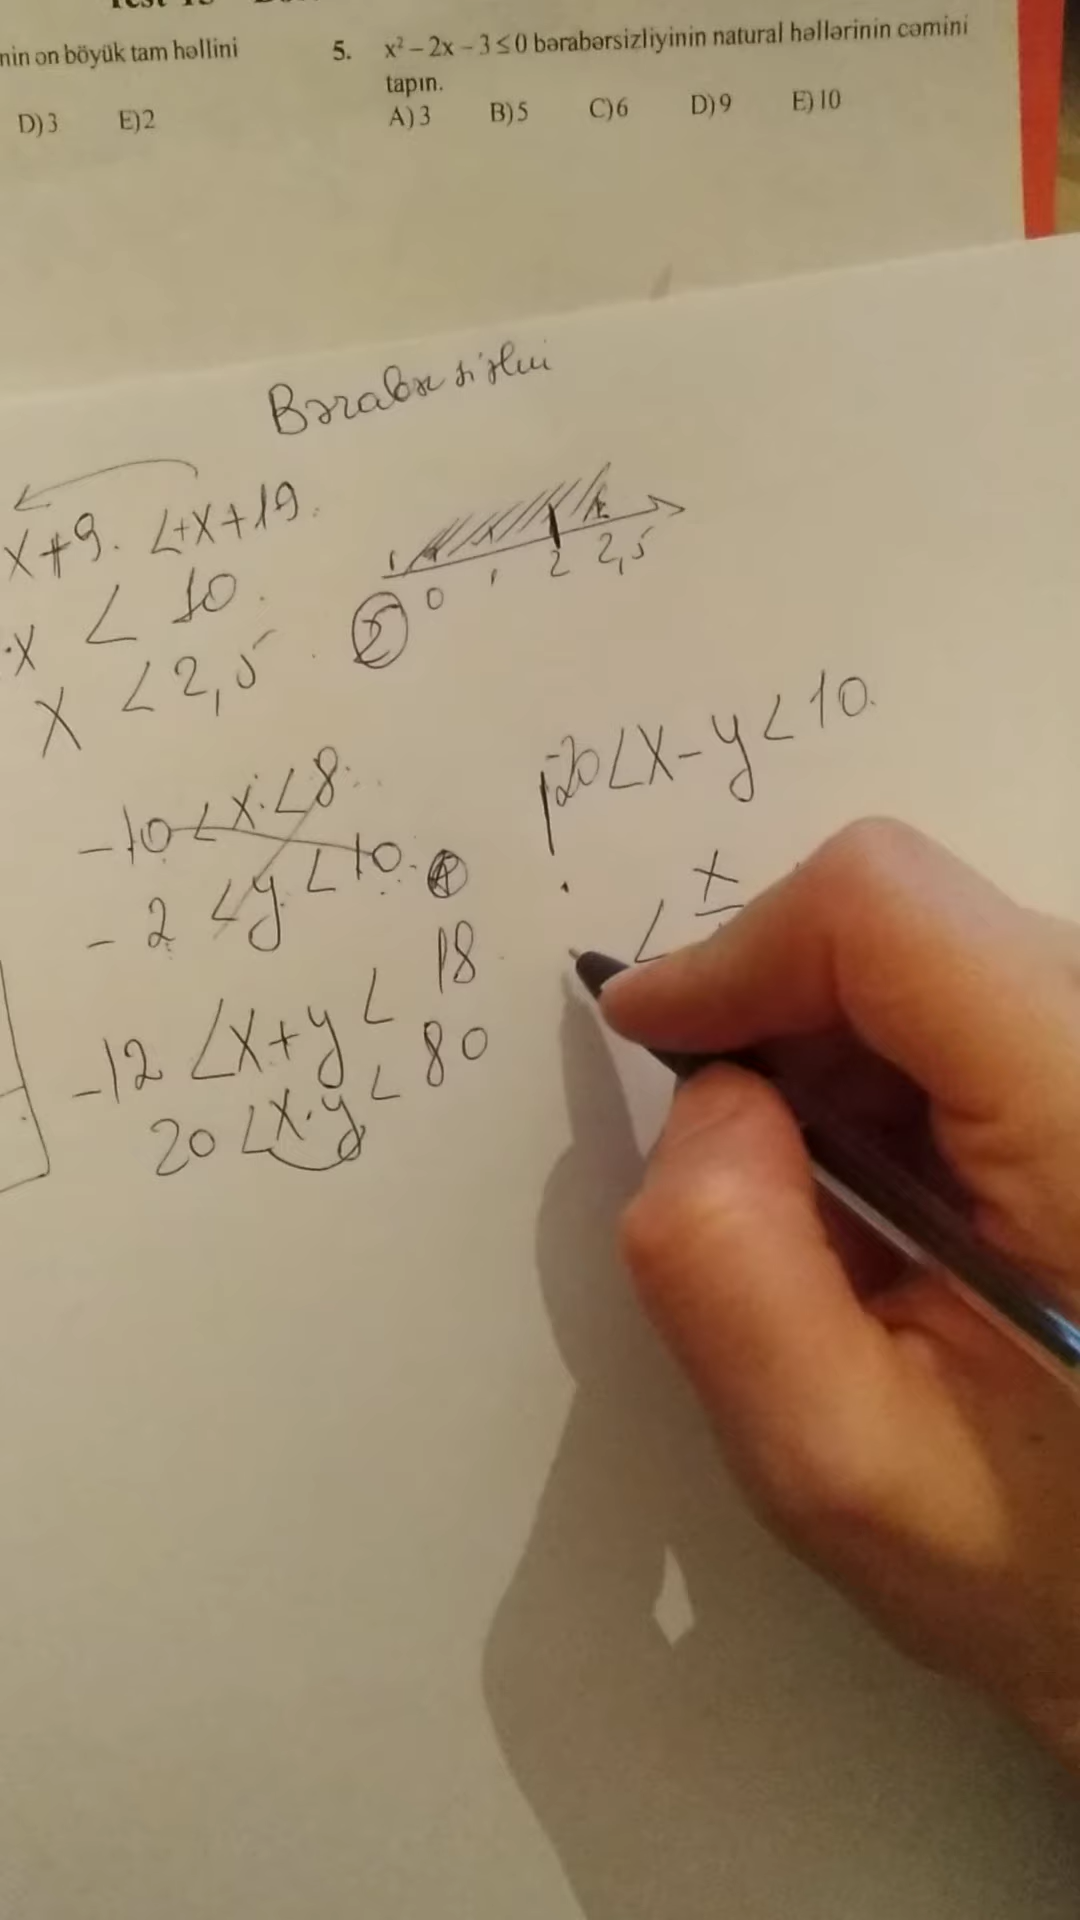 nin ən böyük tam həllini
D) 3 E) 2
5. x² – 2x – 3 ≤ 0 bərabərsizliyinin natural həllərinin cəmini
tapın.
A) 3 B) 5 C) 6 D) 9 E) 10
x+9. <+x+19.
x < 10.
x < 2,5.
0 1 2 2,5
2
-10 < x < 8
-2 < y < 10.
-12 < x+y < 18
20 < x·y < 80
-20 < x-y < 10.
< x